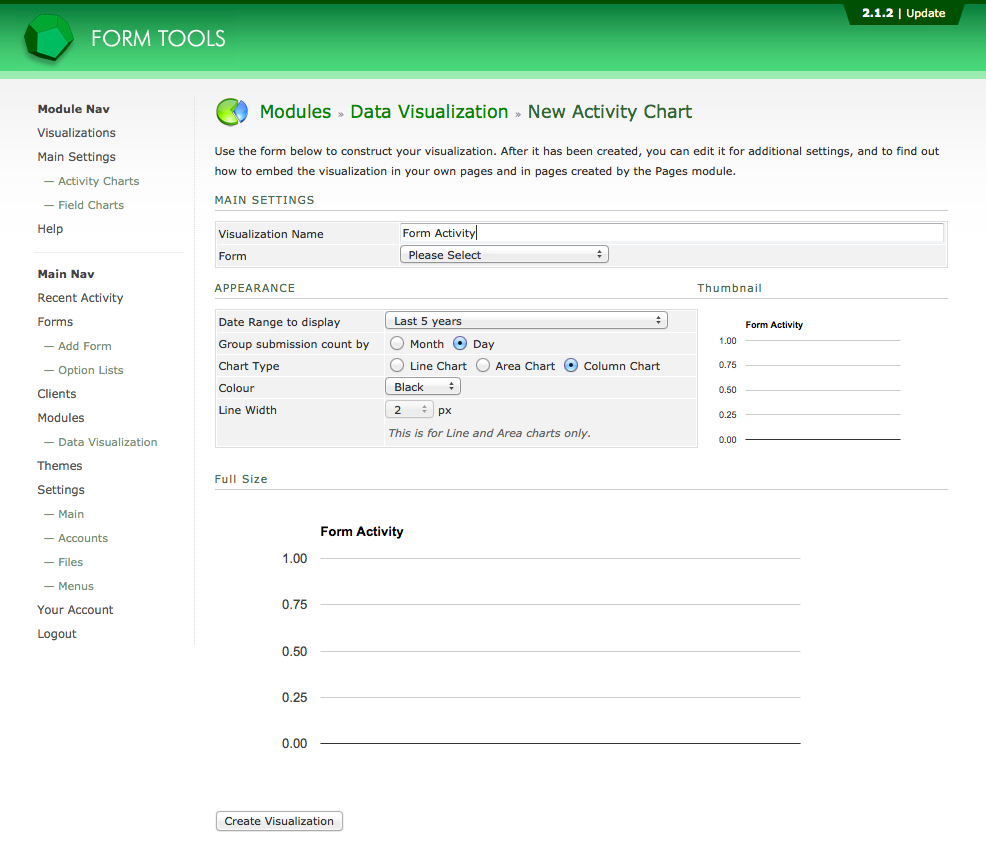 2.1.2 | Update
FORM TOOLS
Module Nav
Visualizations
Main Settings
— Activity Charts
— Field Charts
Help
Main Nav
Recent Activity
Forms
— Add Form
— Option Lists
Clients
Modules
— Data Visualization
Themes
Settings
— Main
— Accounts
— Files
— Menus
Your Account
Logout
Modules » Data Visualization » New Activity Chart
Use the form below to construct your visualization. After it has been created, you can edit it for additional settings, and to find out
how to embed the visualization in your own pages and in pages created by the Pages module.
MAIN SETTINGS
Visualization Name Form Activity
Form Please Select
APPEARANCE
Date Range to display Last 5 years
Group submission count by Month Day
Chart Type Line Chart Area Chart Column Chart
Colour Black
Line Width 2 px
This is for Line and Area charts only.
Thumbnail
Form Activity
1.00
0.75
0.50
0.25
0.00
Full Size
Form Activity
1.00
0.75
0.50
0.25
0.00
Create Visualization